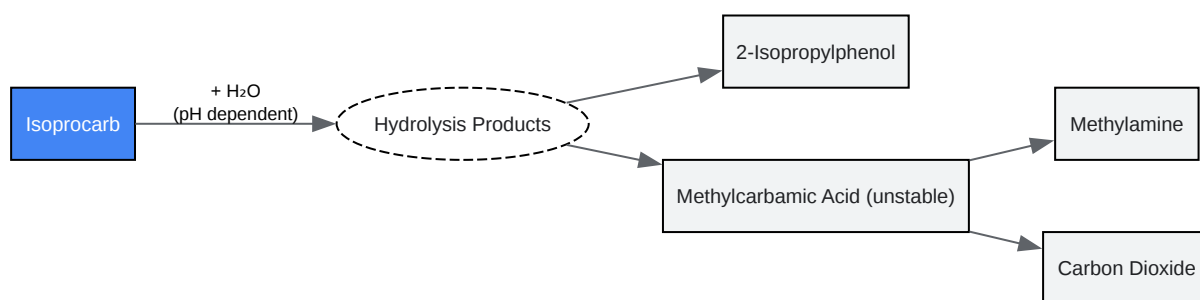 Isoprocarb
+ H₂O
(pH dependent)
Hydrolysis Products
2-Isopropylphenol
Methylcarbamic Acid (unstable)
Methylamine
Carbon Dioxide